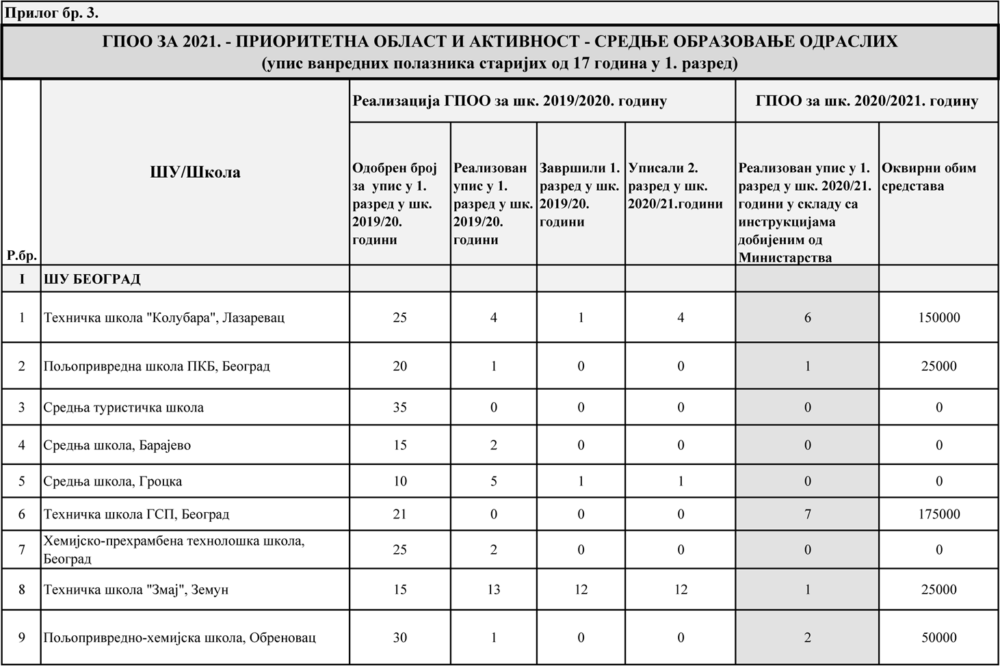 Прилог бр. 3.
ГПОО ЗА 2021. - ПРИОРИТЕТНА ОБЛАСТ И АКТИВНОСТ - СРЕДЊЕ ОБРАЗОВАЊЕ ОДРАСЛИХ
(упис ванредних полазника старијих од 17 година у 1. разред)
Р.бр.
ШУ/Школа
Реализација ГПОО за шк. 2019/2020. годину
ГПОО за шк. 2020/2021. годину
Одобрен број
за упис у 1.
разред у шк.
2019/20.
години
Реализован
упис у 1.
разред у шк.
2019/20.
години
Завршили 1.
разред у шк.
2019/20.
години
Уписали 2.
разред у шк.
2020/21.години
Реализован упис у 1.
разред у шк. 2020/21.
години у складу са
инструкцијама
добијеним од
Министарства
Оквирни обим
средстава
I ШУ БЕОГРАД
1 Техничка школа "Колубара", Лазаревац 25 4 1 4 6 150000
2 Пољопривредна школа ПКБ, Београд 20 1 0 0 1 25000
3 Средња туристичка школа 35 0 0 0 0 0
4 Средња школа, Барајево 15 2 0 0 0 0
5 Средња школа, Гроцка 10 5 1 1 0 0
6 Техничка школа ГСП, Београд 21 0 0 0 7 175000
7 Хемијско-прехрамбена технолошка школа,
Београд 25 2 0 0 0 0
8 Техничка школа "Змај", Земун 15 13 12 12 1 25000
9 Пољопривредно-хемијска школа, Обреновац 30 1 0 0 2 50000